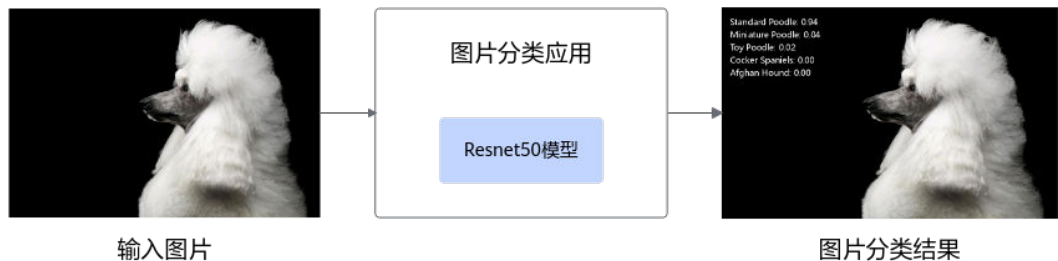 图片分类应用
Resnet50模型
Standard Poodle: 0.94
Miniature Poodle: 0.04
Toy Poodle: 0.02
Cocker Spaniels: 0.00
Afghan Hound: 0.00
输入图片
图片分类结果